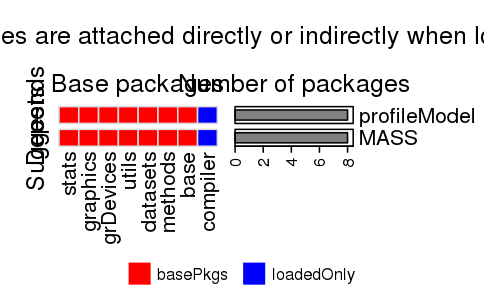 es are attached directly or indirectly when
Base packages
Number of packages
Depends
Suggests
profileModel
MASS
stats
graphics
grDevices
utils
datasets
methods
base
compiler
0
2
4
6
8
basePkgs
loadedOnly